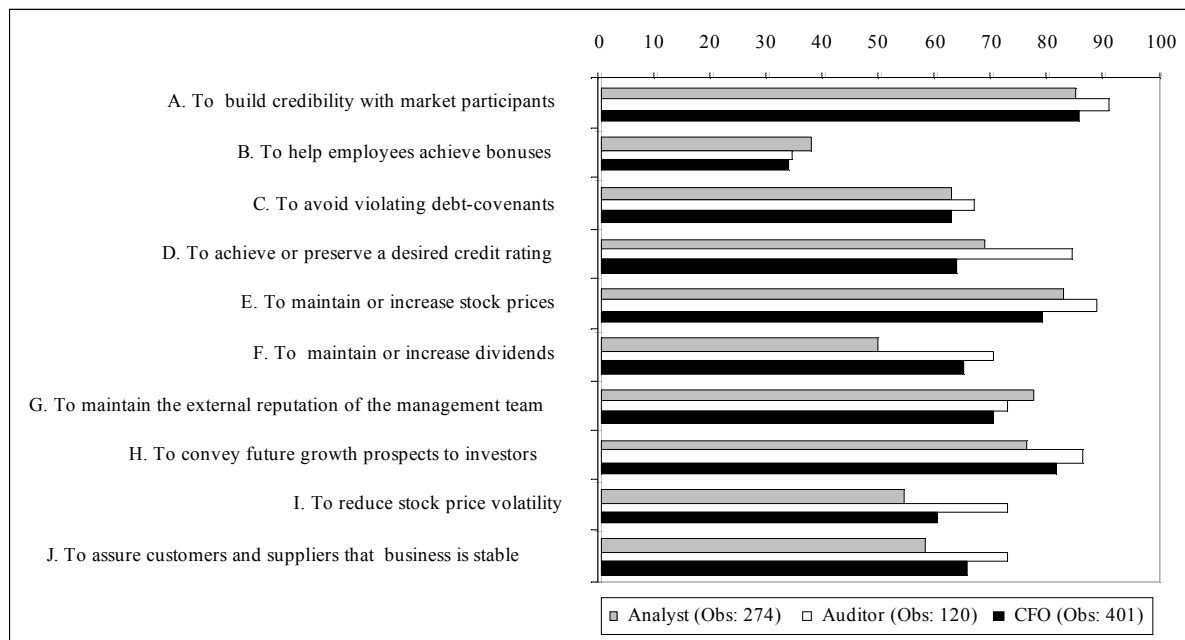 0 10 20 30 40 50 60 70 80 90 100
A. To build credibility with market participants
B. To help employees achieve bonuses
C. To avoid violating debt-covenants
D. To achieve or preserve a desired credit rating
E. To maintain or increase stock prices
F. To maintain or increase dividends
G. To maintain the external reputation of the management team
H. To convey future growth prospects to investors
I. To reduce stock price volatility
J. To assure customers and suppliers that business is stable
Analyst (Obs: 274) Auditor (Obs: 120) CFO (Obs: 401)